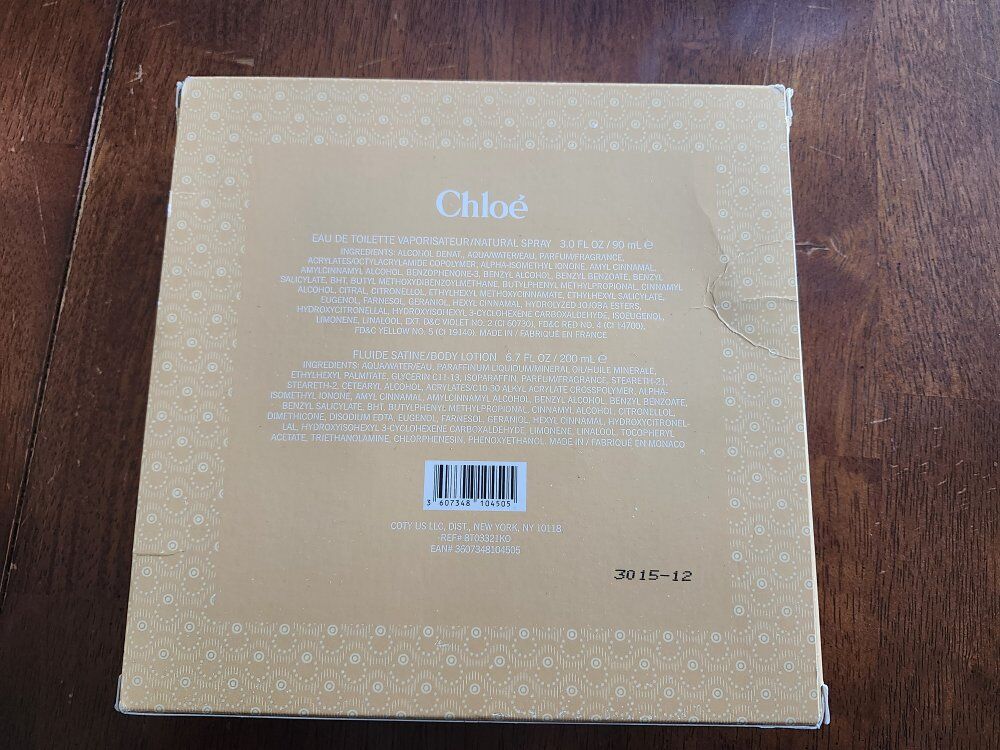 Chloé
EAU DE TOILETTE VAPORISATEUR/NATURAL SPRAY 3.0 FL OZ / 90 mL ℮
INGREDIENTS: ALCOHOL DENAT., AQUA/WATER/EAU, PARFUM/FRAGRANCE,
ACRYLATES/OCTYLACRYLAMIDE COPOLYMER, ALPHA-ISOMETHYL IONONE, AMYL CINNAMAL,
AMYLCINNAMYL ALCOHOL, BENZOPHENONE-3, BENZYL ALCOHOL, BENZYL BENZOATE, BENZYL
SALICYLATE, BHT, BUTYL METHOXYDIBENZOYLMETHANE, BUTYLPHENYL METHYLPROPIONAL, CINNAMYL
ALCOHOL, CITRAL, CITRONELLOL, ETHYLHEXYL METHOXYCINNAMATE, ETHYLHEXYL SALICYLATE,
EUGENOL, FARNESOL, GERANIOL, HEXYL CINNAMAL, HYDROLYZED JOJOBA ESTERS,
HYDROXYCITRONELLAL, HYDROXYISOHEXYL 3-CYCLOHEXENE CARBOXALDEHYDE, ISOEUGENOL,
LIMONENE, LINALOOL, EXT. D&C VIOLET NO. 2 (CI 60730), FD&C RED NO. 4 (CI 14700),
FD&C YELLOW NO. 5 (CI 19140). MADE IN / FABRIQUÉ EN FRANCE
FLUIDE SATINE/BODY LOTION 6.7 FL OZ / 200 mL ℮
INGREDIENTS: AQUA/WATER/EAU, PARAFFINUM LIQUIDUM/MINERAL OIL/HUILE MINERALE,
ETHYLHEXYL PALMITATE, GLYCERIN C11-13, ISOPARAFFIN, PARFUM/FRAGRANCE, STEARETH-21,
STEARETH-2, CETEARYL ALCOHOL, ACRYLATES/C10-30 ALKYL ACRYLATE CROSSPOLYMER, ALPHA-
ISOMETHYL IONONE, AMYL CINNAMAL, AMYLCINNAMYL ALCOHOL, BENZYL ALCOHOL, BENZYL BENZOATE,
BENZYL SALICYLATE, BHT, BUTYLPHENYL METHYLPROPIONAL, CINNAMYL ALCOHOL, CITRONELLOL,
DIMETHICONE, DISODIUM EDTA, EUGENOL, FARNESOL, GERANIOL, HEXYL CINNAMAL, HYDROXYCITRONEL-
LAL, HYDROXYISOHEXYL 3-CYCLOHEXENE CARBOXALDEHYDE, LIMONENE, LINALOOL, TOCOPHERYL
ACETATE, TRIETHANOLAMINE, CHLORPHENESIN, PHENOXYETHANOL. MADE IN / FABRIQUÉ EN MONACO
3 607348 104505
COTY US LLC, DIST., NEW YORK, NY 10118
REF# 8T03321KO
EAN# 3607348104505
3015-12